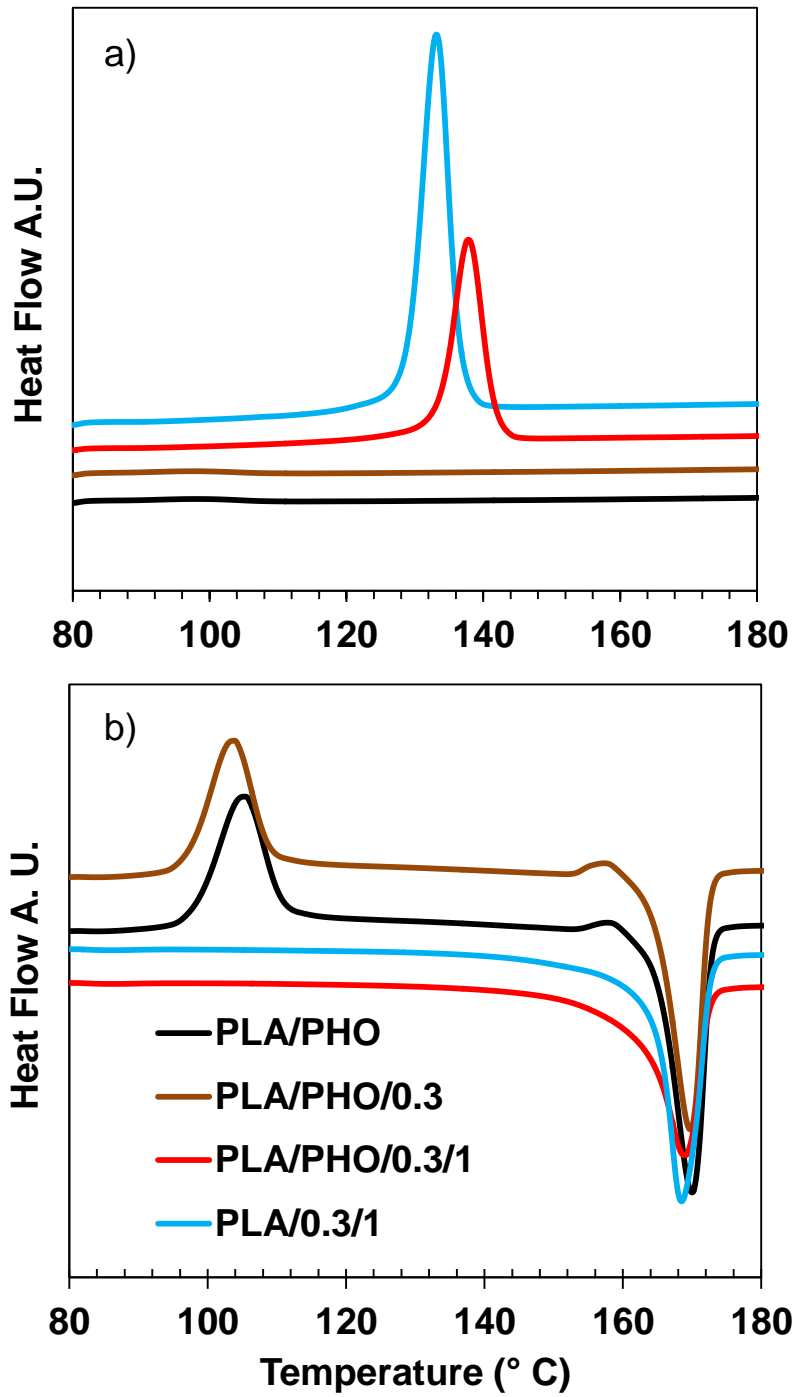 a)
Heat Flow A.U.
80 100 120 140 160 180
b)
Heat Flow A. U.
PLA/PHO
PLA/PHO/0.3
PLA/PHO/0.3/1
PLA/0.3/1
80 100 120 140 160 180
Temperature (° C)